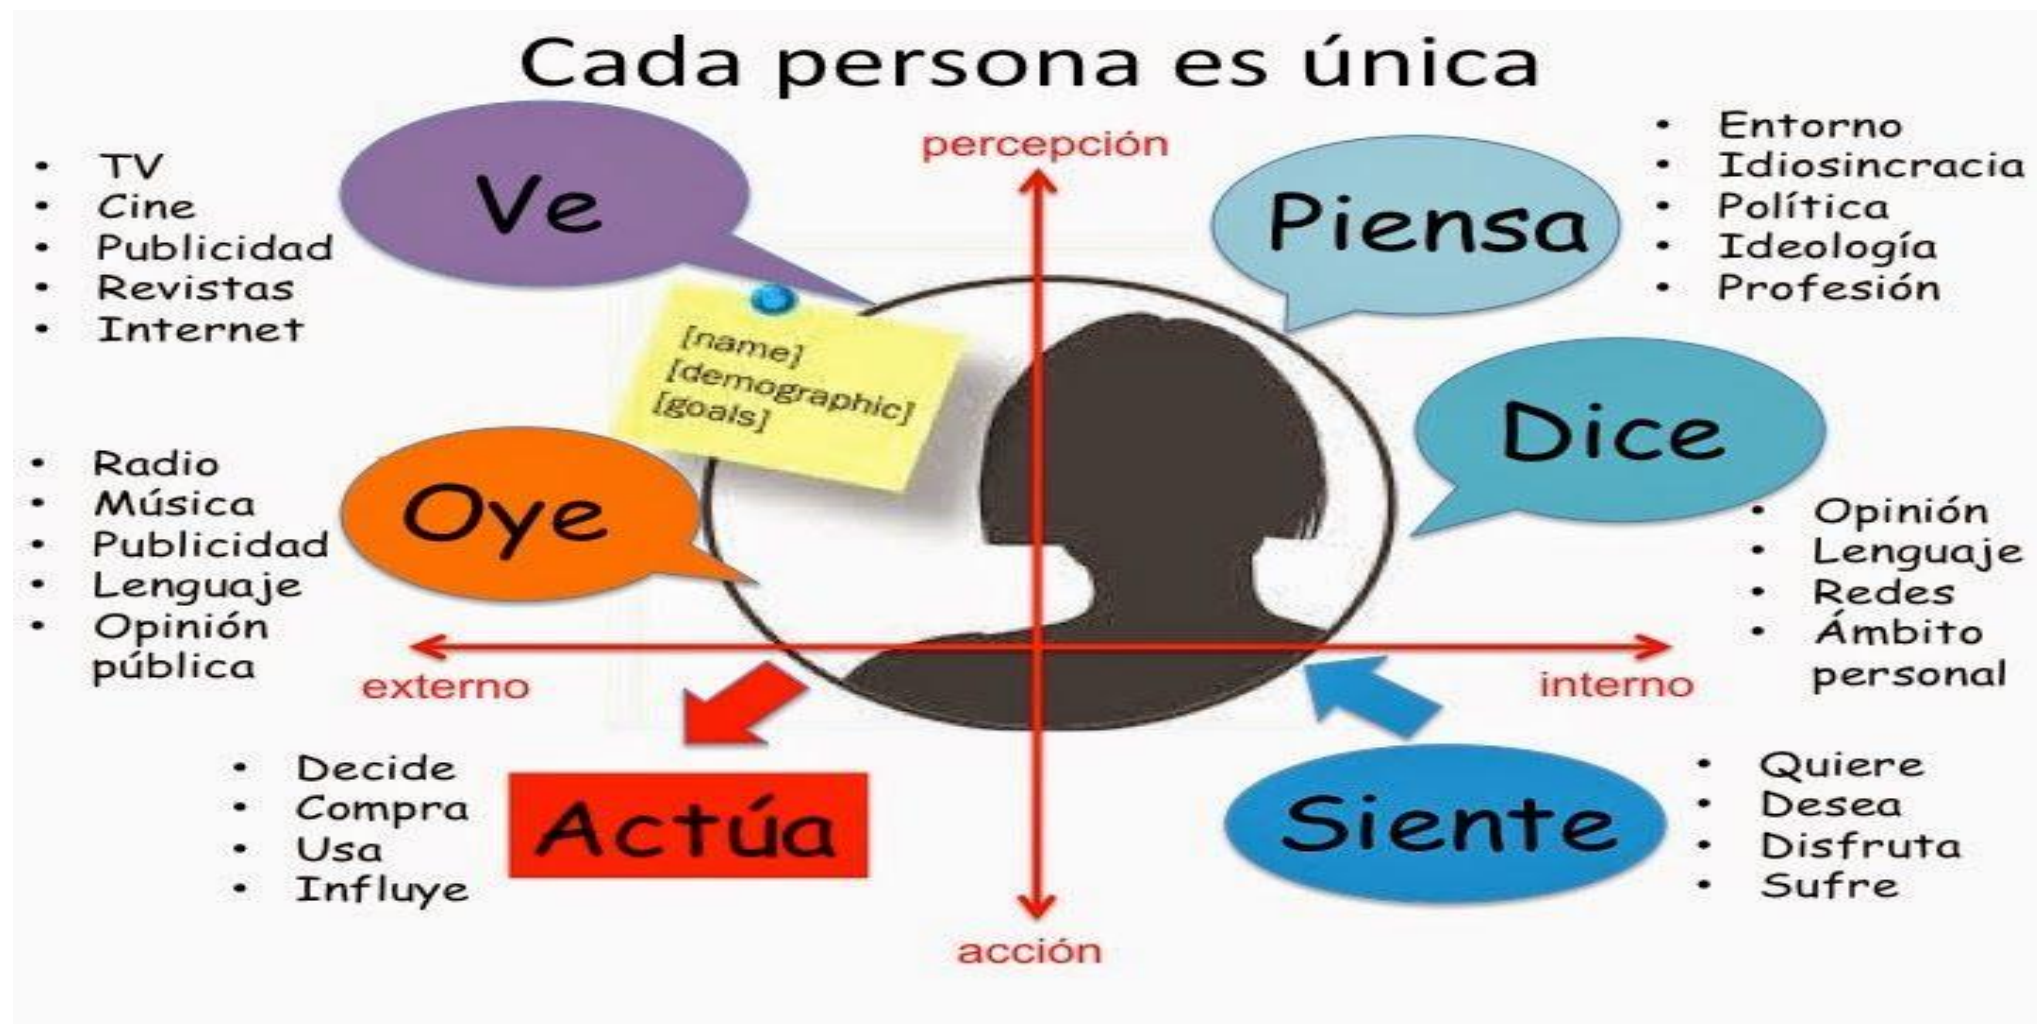 Cada persona es única
percepción
Ve
• TV
• Cine
• Publicidad
• Revistas
• Internet
Piensa
• Entorno
• Idiosincracia
• Política
• Ideología
• Profesión
[name]
[demographic]
[goals]
Oye
• Radio
• Música
• Publicidad
• Lenguaje
• Opinión
pública
Dice
• Opinión
• Lenguaje
• Redes
• Ámbito
personal
externo
interno
Actúa
• Decide
• Compra
• Usa
• Influye
Siente
• Quiere
• Desea
• Disfruta
• Sufre
acción